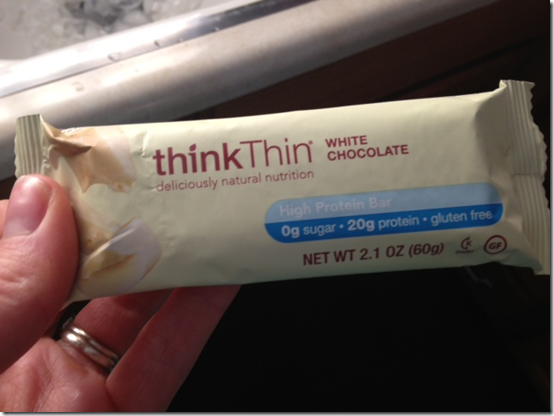 thinkThin®
WHITE
CHOCOLATE
deliciously natural nutrition
High Protein Bar
0g sugar • 20g protein • gluten free
NET WT 2.1 OZ (60g)
GF